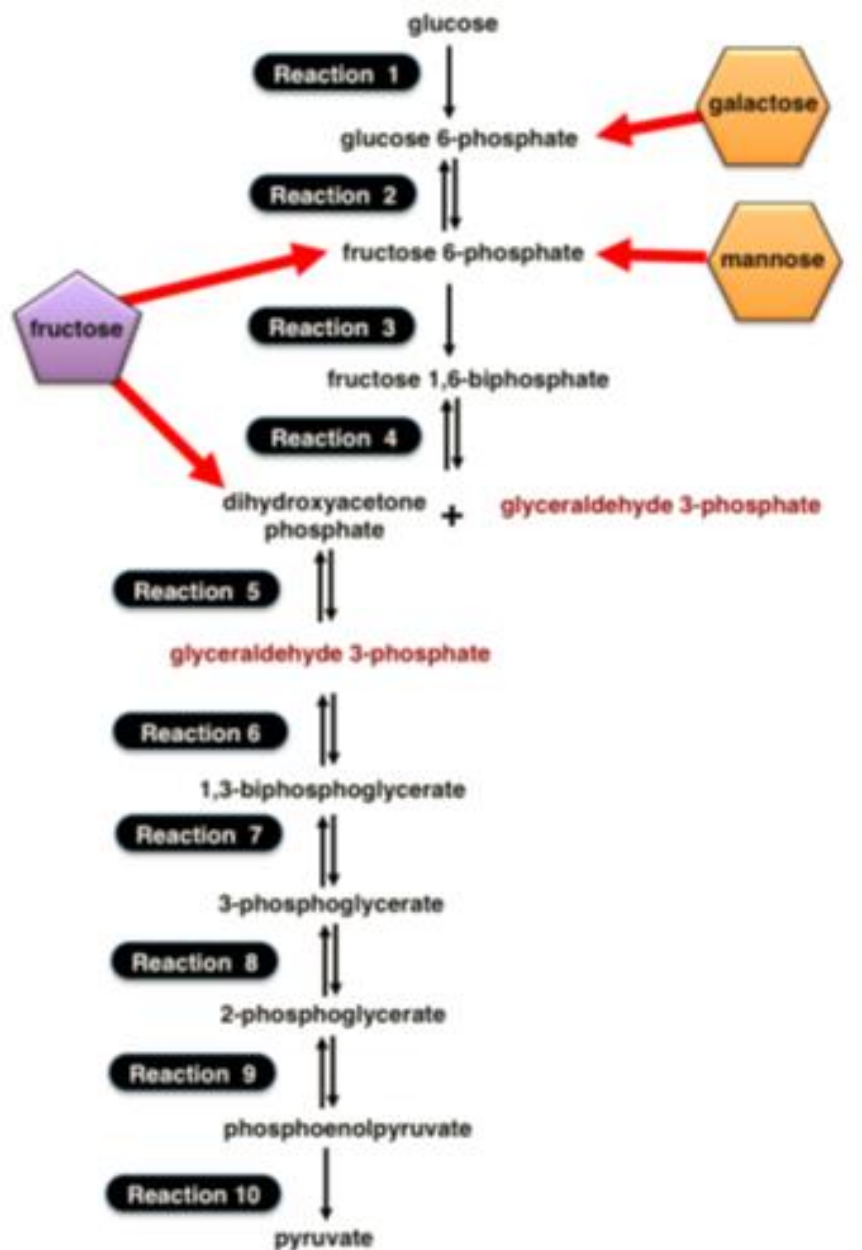 glucose
Reaction 1
galactose
glucose 6-phosphate
Reaction 2
fructose 6-phosphate
mannose
fructose
Reaction 3
fructose 1,6-biphosphate
Reaction 4
dihydroxyacetone
phosphate
+
glyceraldehyde 3-phosphate
Reaction 5
glyceraldehyde 3-phosphate
Reaction 6
1,3-biphosphoglycerate
Reaction 7
3-phosphoglycerate
Reaction 8
2-phosphoglycerate
Reaction 9
phosphoenolpyruvate
Reaction 10
pyruvate